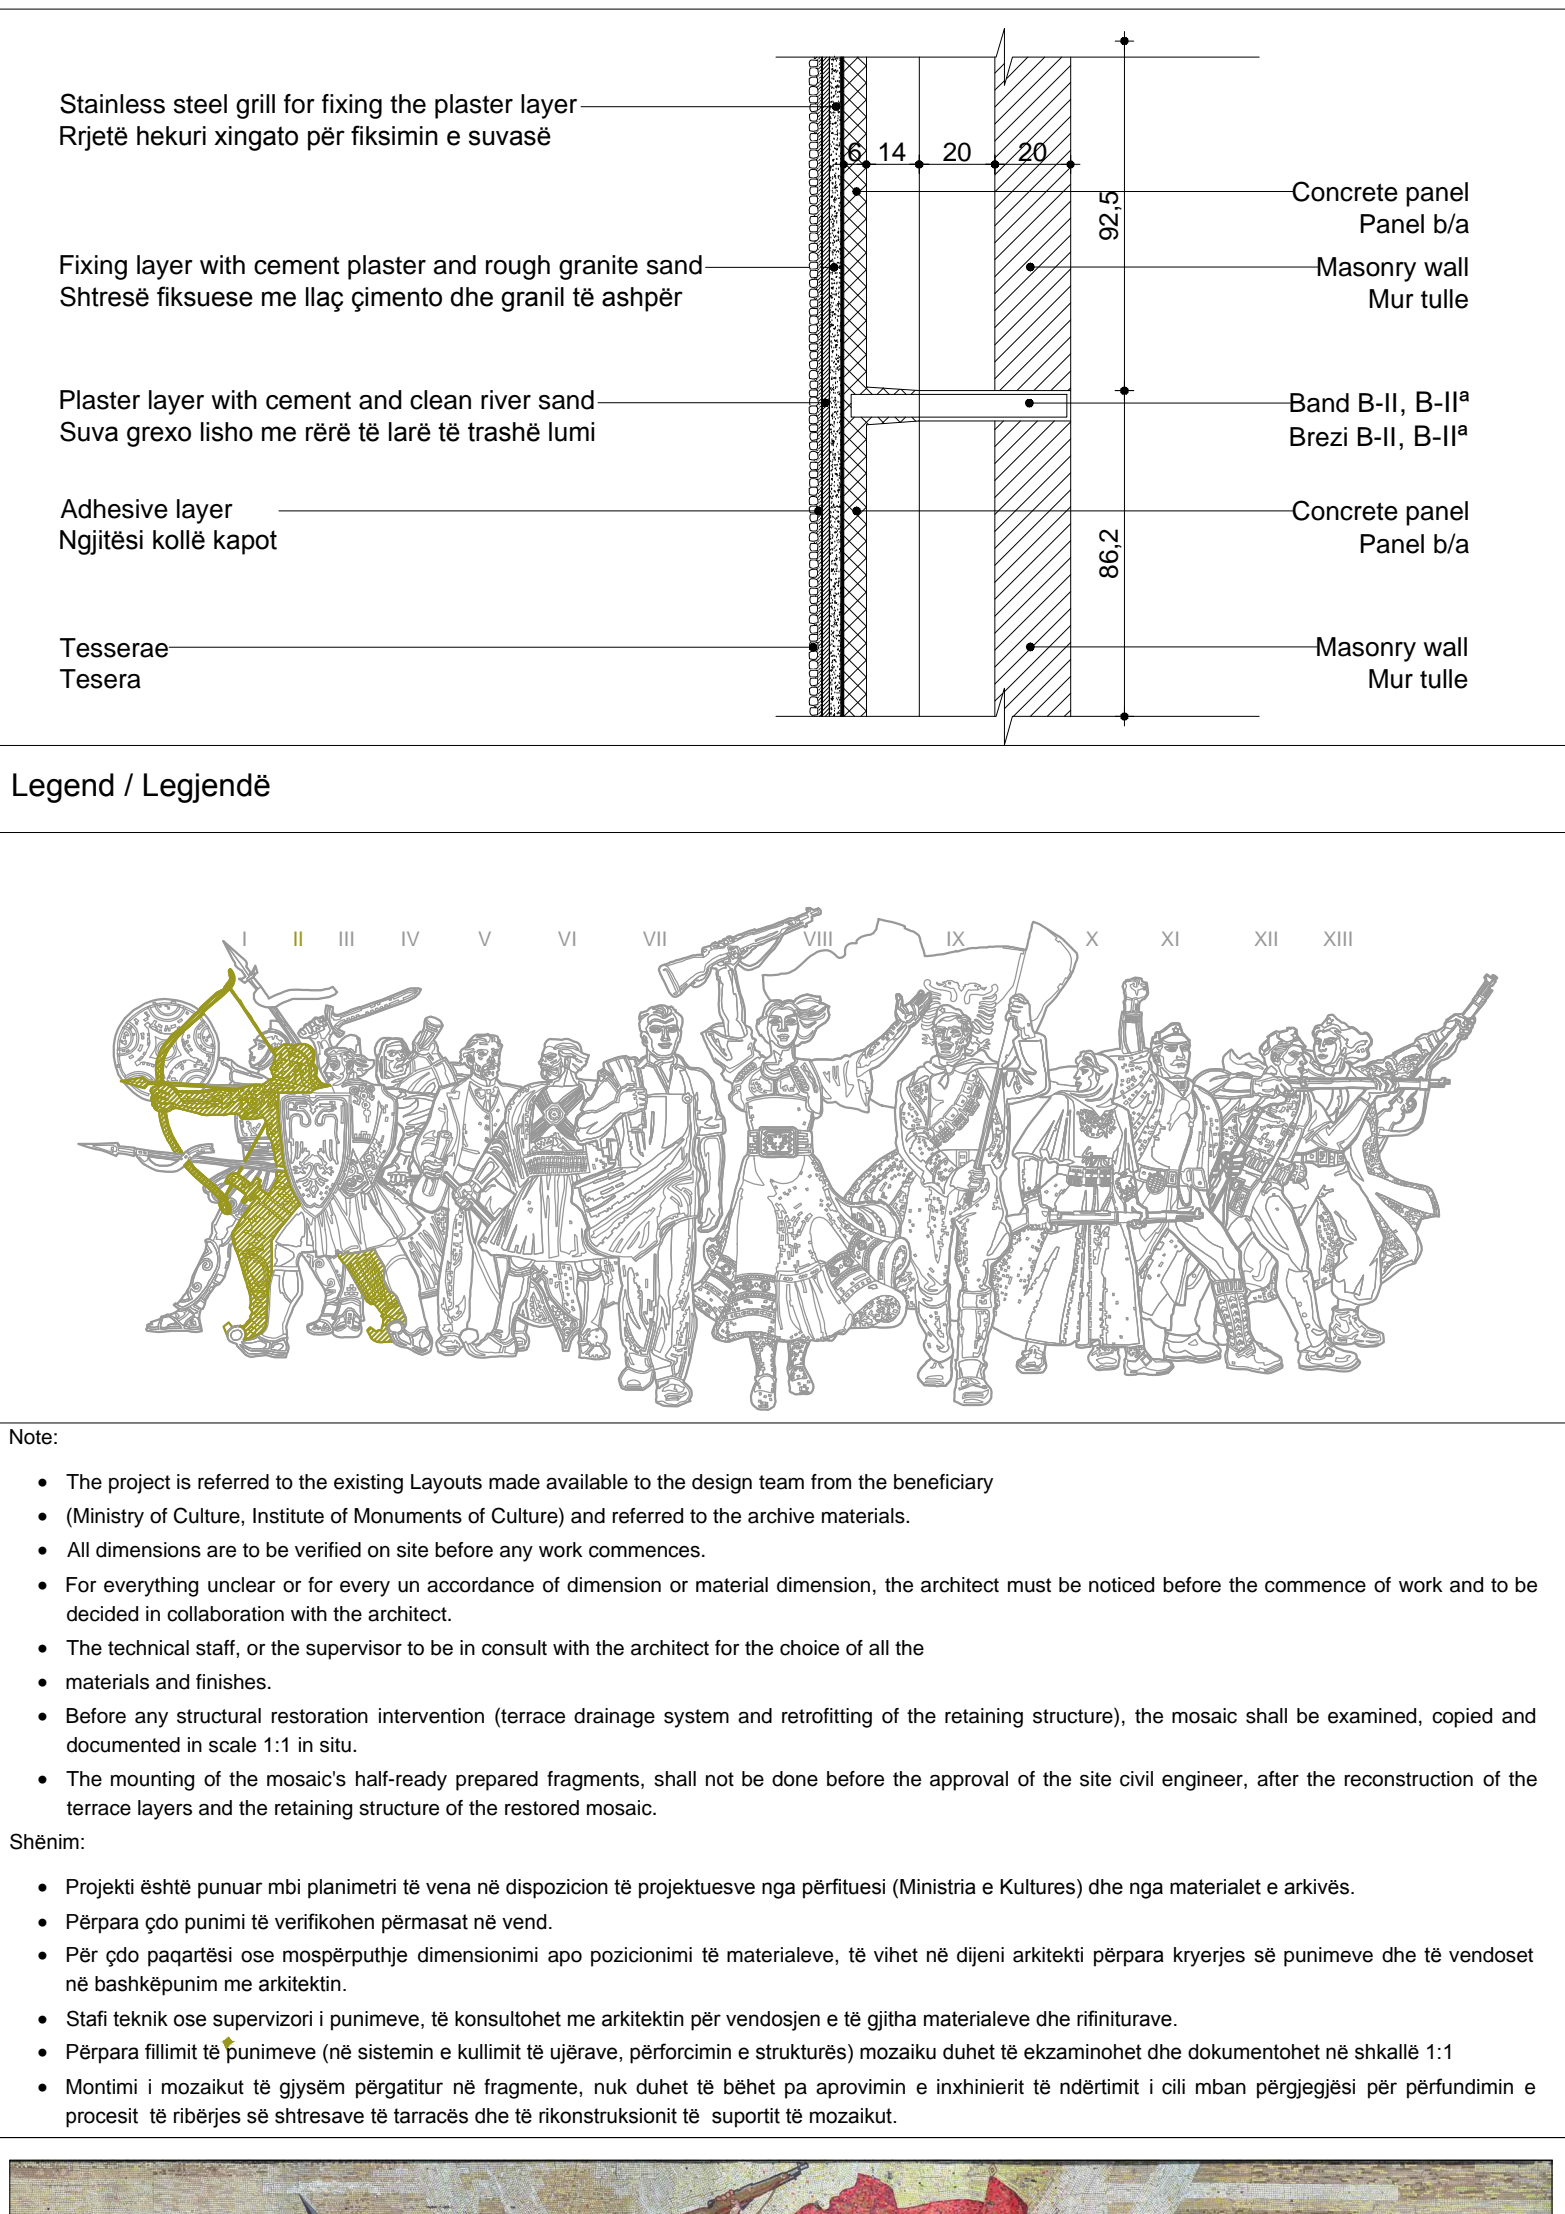 Stainless steel grill for fixing the plaster layer
Rrjetë hekuri xingato për fiksimin e suvasë
6 14 20 20
92,5
Concrete panel
Panel b/a
Fixing layer with cement plaster and rough granite sand
Shtresë fiksuese me llaç çimento dhe granil të ashpër
Masonry wall
Mur tulle
Plaster layer with cement and clean river sand
Suva grexo lisho me rërë të larë të trashë lumi
Band B-II, B-IIª
Brezi B-II, B-IIª
Adhesive layer
Ngjitësi kollë kapot
Concrete panel
Panel b/a
86,2
Tesserae
Tesera
Masonry wall
Mur tulle
Legend / Legjendë
I II III IV V VI VII VIII IX X XI XII XIII
Note:
• The project is referred to the existing Layouts made available to the design team from the beneficiary
• (Ministry of Culture, Institute of Monuments of Culture) and referred to the archive materials.
• All dimensions are to be verified on site before any work commences.
• For everything unclear or for every un accordance of dimension or material dimension, the architect must be noticed before the commence of work and to be
decided in collaboration with the architect.
• The technical staff, or the supervisor to be in consult with the architect for the choice of all the
• materials and finishes.
• Before any structural restoration intervention (terrace drainage system and retrofitting of the retaining structure), the mosaic shall be examined, copied and
documented in scale 1:1 in situ.
• The mounting of the mosaic's half-ready prepared fragments, shall not be done before the approval of the site civil engineer, after the reconstruction of the
terrace layers and the retaining structure of the restored mosaic.
Shënim:
• Projekti është punuar mbi planimetri të vena në dispozicion të projektuesve nga përfituesi (Ministria e Kultures) dhe nga materialet e arkivës.
• Përpara çdo punimi të verifikohen përmasat në vend.
• Për çdo paqartësi ose mospërputhje dimensionimi apo pozicionimi të materialeve, të vihet në dijeni arkitekti përpara kryerjes së punimeve dhe të vendoset
në bashkëpunim me arkitektin.
• Stafi teknik ose supervizori i punimeve, të konsultohet me arkitektin për vendosjen e të gjitha materialeve dhe rifiniturave.
• Përpara fillimit të punimeve (në sistemin e kullimit të ujërave, përforcimin e strukturës) mozaiku duhet të ekzaminohet dhe dokumentohet në shkallë 1:1
• Montimi i mozaikut të gjysëm përgatitur në fragmente, nuk duhet të bëhet pa aprovimin e inxhinierit të ndërtimit i cili mban përgjegjësi për përfundimin e
procesit të ribërjes së shtresave të tarracës dhe të rikonstruksionit të suportit të mozaikut.